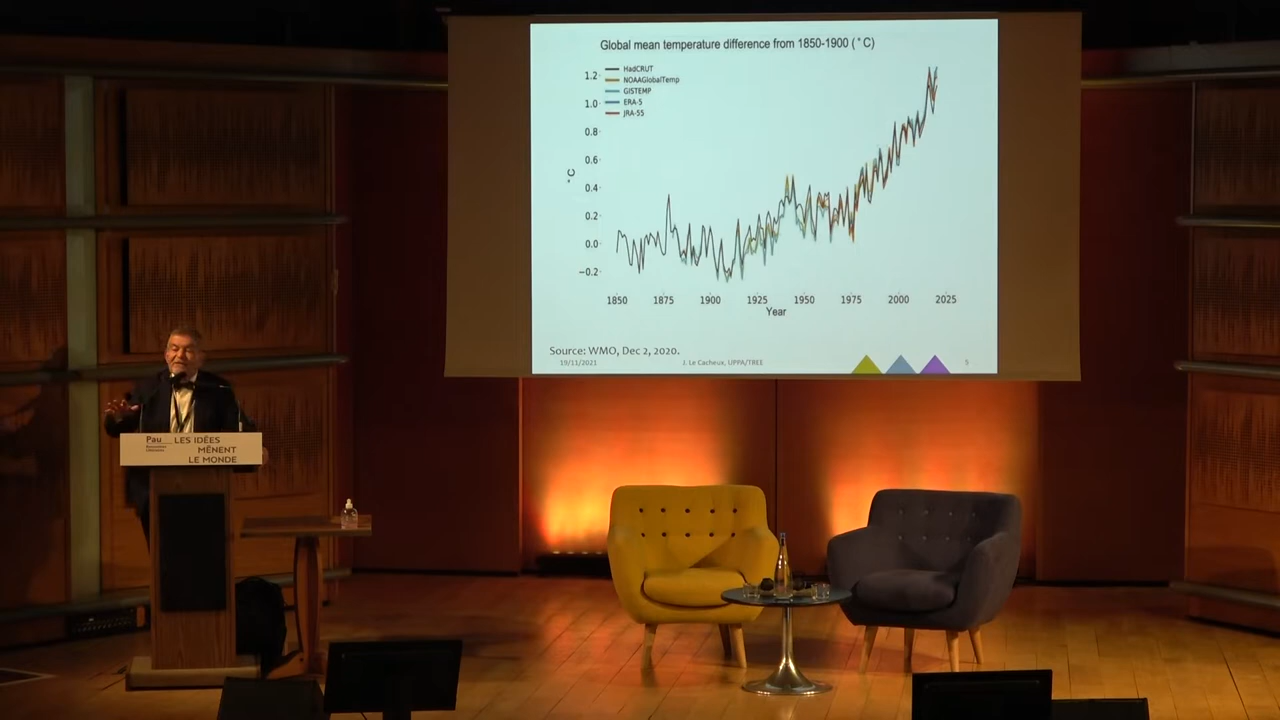 Global mean temperature difference from 1850-1900 (°C)
HadCRUT
NOAAGlobalTemp
GISTEMP
ERA-5
JRA-55
1.2
1.0
0.8
0.6
0.4
0.2
0.0
−0.2
°C
1850 1875 1900 1925 1950 1975 2000 2025
Year
Source: WMO, Dec 2, 2020.
19/11/2021 J. Le Cacheux, UPPA/TREE 5
Pau LES IDÉES
MÈNENT
LE MONDE